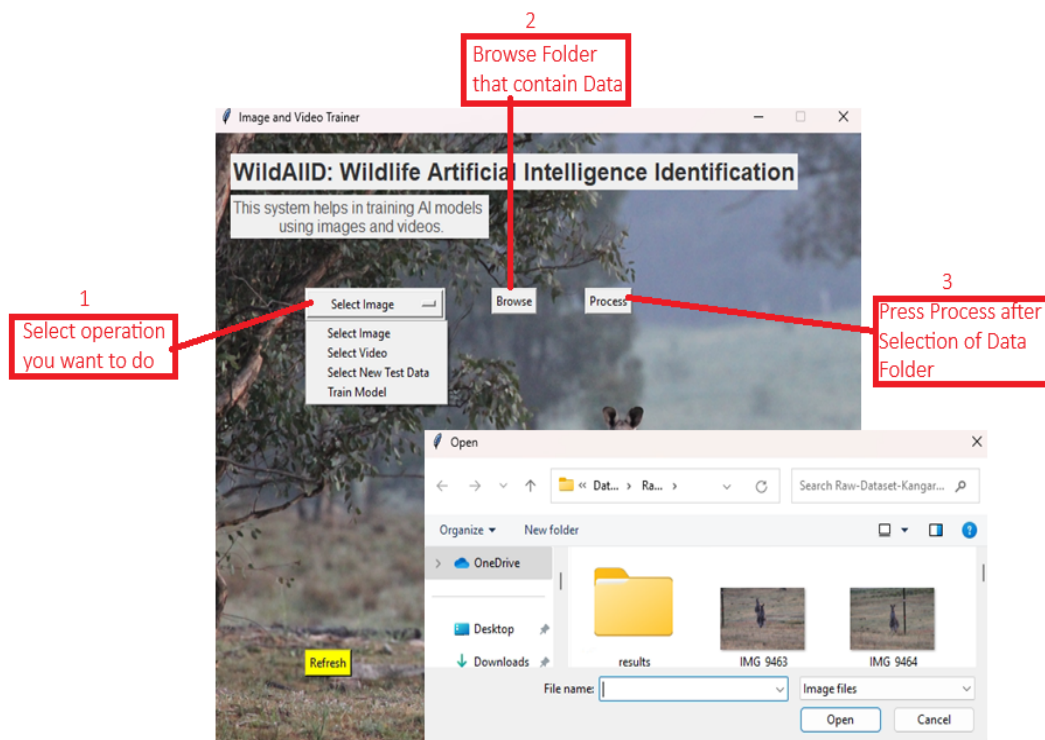 2
Browse Folder
that contain Data
Image and Video Trainer
WildAIID: Wildlife Artificial Intelligence Identification
This system helps in training AI models
using images and videos.
1
Select operation
you want to do
Select Image
Browse
Process
3
Press Process after
Selection of Data
Folder
Select Image
Select Video
Select New Test Data
Train Model
Open
« Dat... › Ra... ›
Search Raw-Dataset-Kangar...
Organize
New folder
OneDrive
Desktop
Downloads
results
IMG 9463
IMG 9464
Refresh
File name:
Image files
Open
Cancel